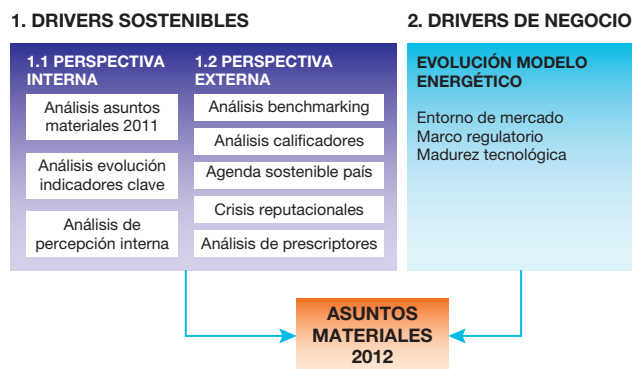 1. DRIVERS SOSTENIBLES
1.1 PERSPECTIVA
INTERNA
Análisis asuntos
materiales 2011
Análisis evolución
indicadores clave
Análisis de
percepción interna
1.2 PERSPECTIVA
EXTERNA
Análisis benchmarking
Análisis calificadores
Agenda sostenible país
Crisis reputacionales
Análisis de prescriptores
2. DRIVERS DE NEGOCIO
EVOLUCIÓN MODELO
ENERGÉTICO
Entorno de mercado
Marco regulatorio
Madurez tecnológica
ASUNTOS
MATERIALES
2012